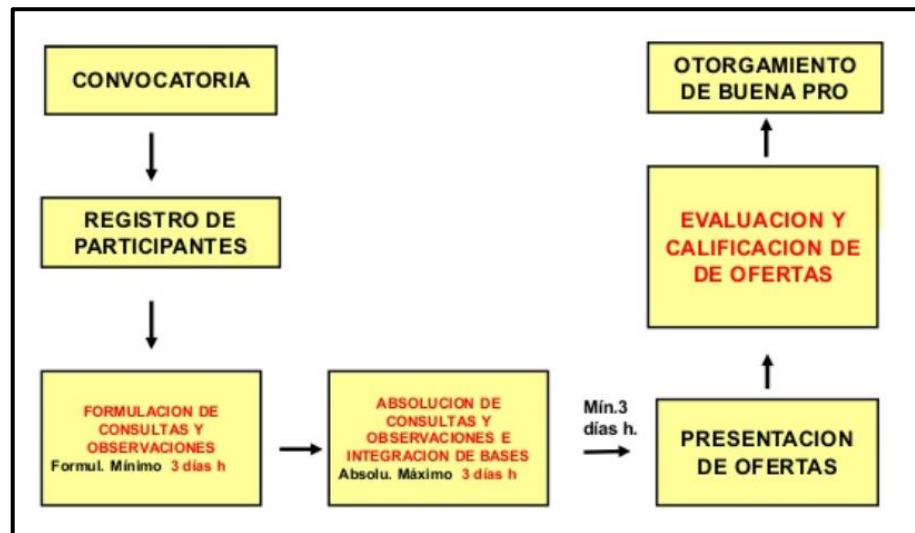 CONVOCATORIA
REGISTRO DE
PARTICIPANTES
FORMULACION DE
CONSULTAS Y
OBSERVACIONES
Formul. Mínimo 3 días h
ABSOLUCION DE
CONSULTAS Y
OBSERVACIONES E
INTEGRACION DE BASES
Absolu. Máximo 3 días h
Mín.3
días h.
PRESENTACION
DE OFERTAS
EVALUACION Y
CALIFICACION DE
DE OFERTAS
OTORGAMIENTO
DE BUENA PRO